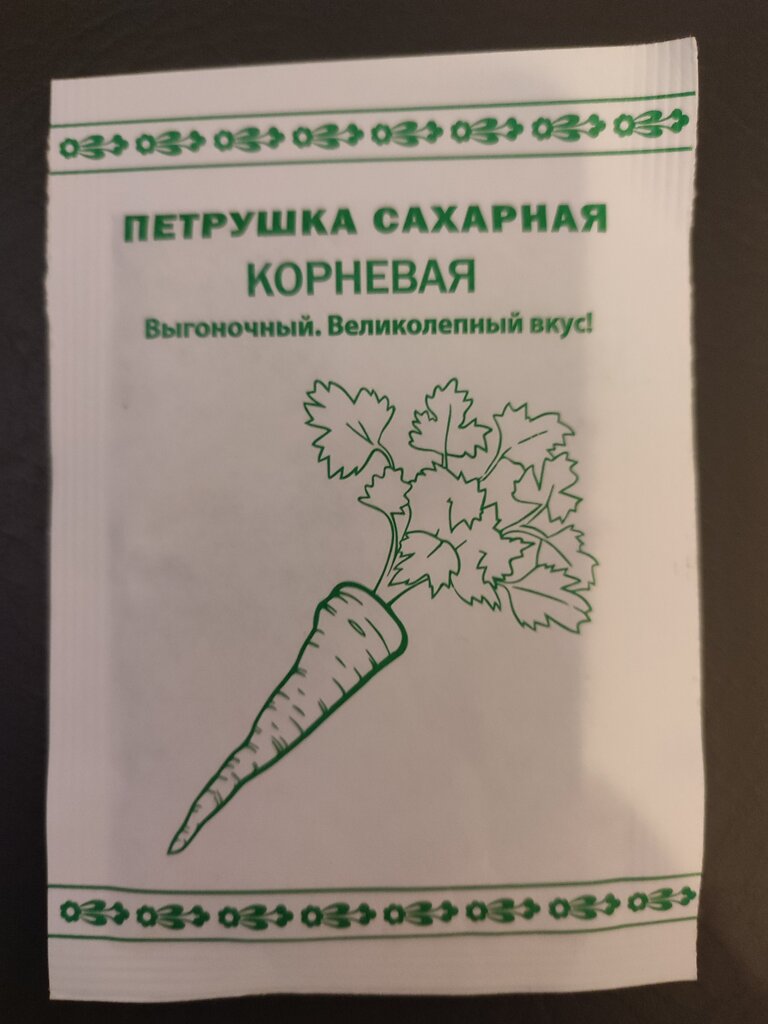 ПЕТРУШКА САХАРНАЯ
КОРНЕВАЯ
Выгоночный. Великолепный вкус!